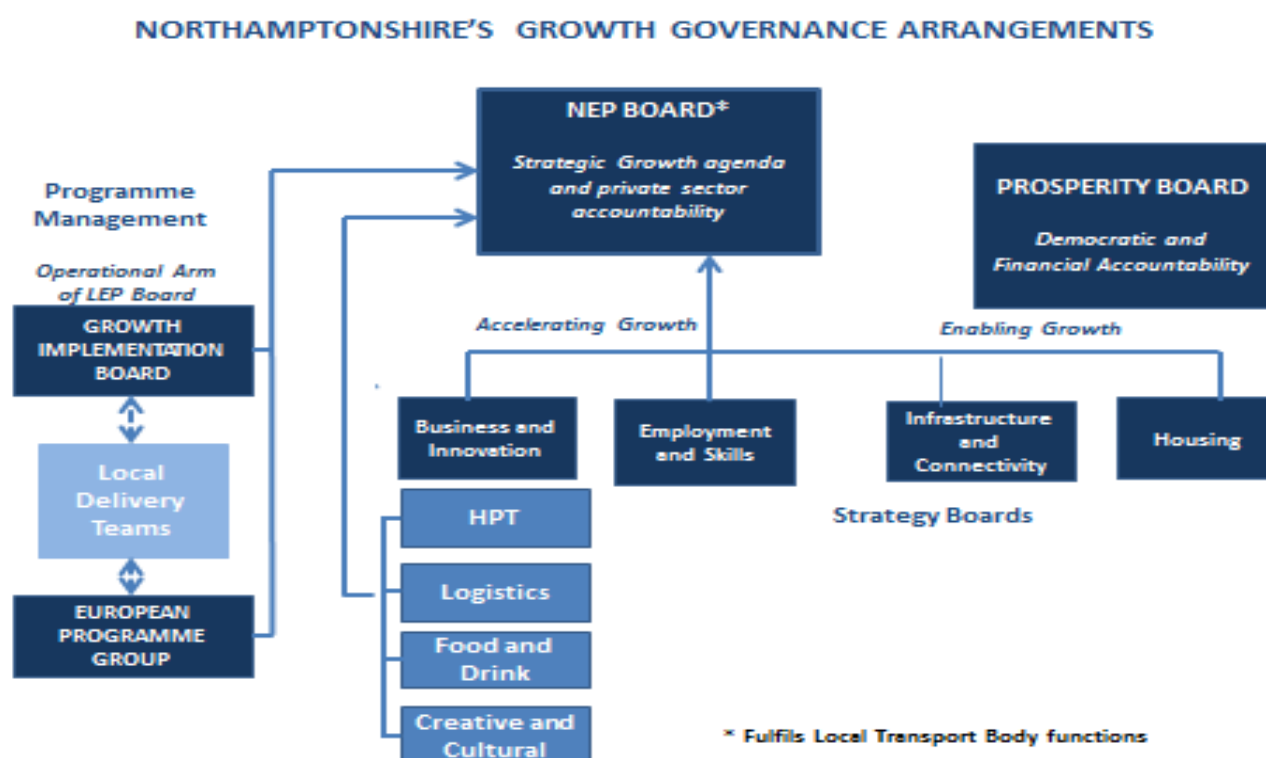 NORTHAMPTONSHIRE'S GROWTH GOVERNANCE ARRANGEMENTS
NEP BOARD*
Strategic Growth agenda
and private sector
accountability
PROSPERITY BOARD
Democratic and
Financial Accountability
Programme
Management
Operational Arm
of LEP Board
GROWTH
IMPLEMENTATION
BOARD
Local
Delivery
Teams
EUROPEAN
PROGRAMME
GROUP
Accelerating Growth
Enabling Growth
Business and
Innovation
Employment
and Skills
Infrastructure
and
Connectivity
Housing
Strategy Boards
HPT
Logistics
Food and
Drink
Creative and
Cultural
* Fulfils Local Transport Body functions